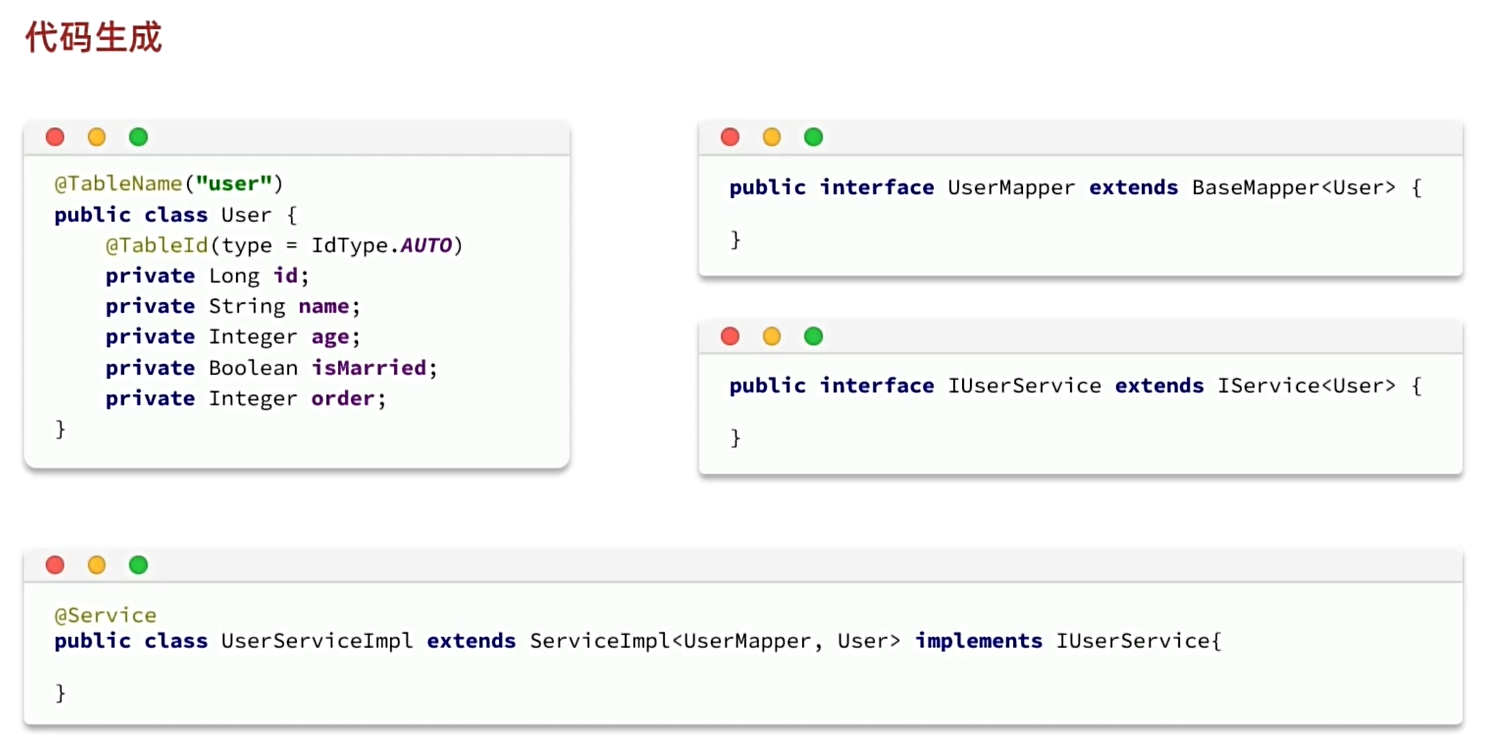 代码生成
@TableName("user")
public class User {
    @TableId(type = IdType.AUTO)
    private Long id;
    private String name;
    private Integer age;
    private Boolean isMarried;
    private Integer order;
}
public interface UserMapper extends BaseMapper<User> {
}
public interface IUserService extends IService<User> {
}
@Service
public class UserServiceImpl extends ServiceImpl<UserMapper, User> implements IUserService{
}